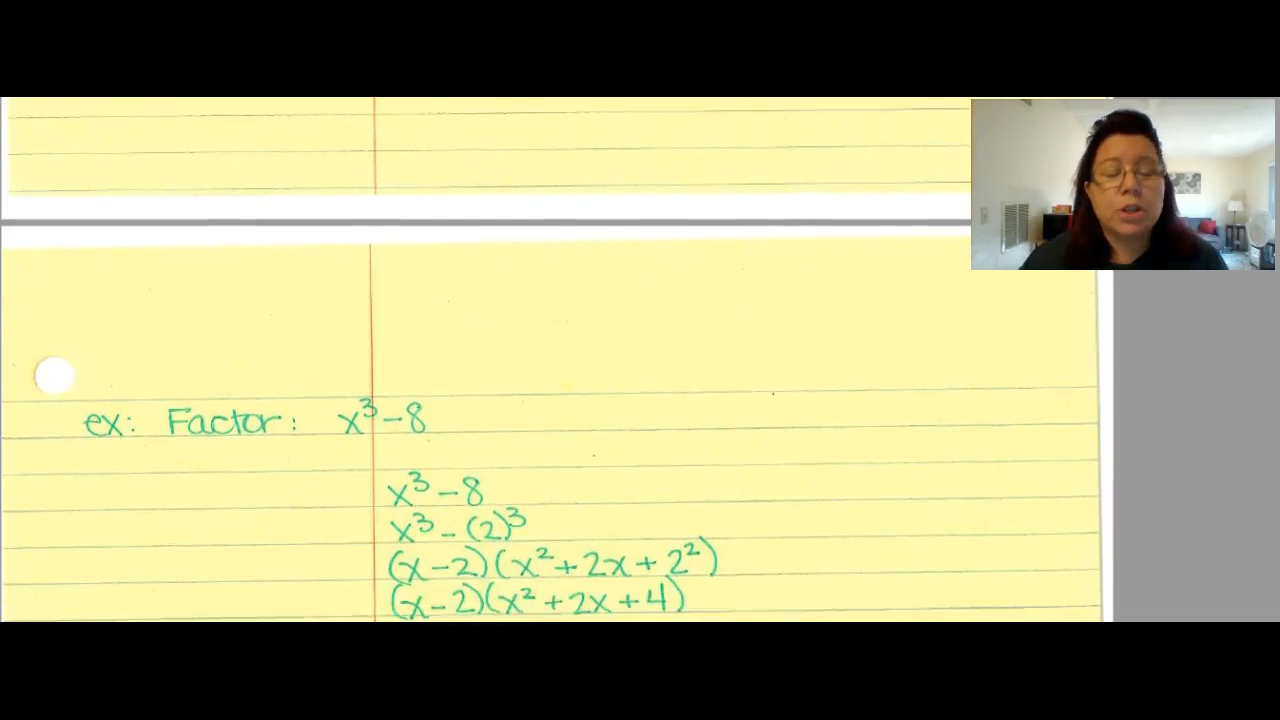 ex: Factor: x³ - 8
x³ - 8
x³ - (2)³
(x - 2)(x² + 2x + 2²)
(x - 2)(x² + 2x + 4)